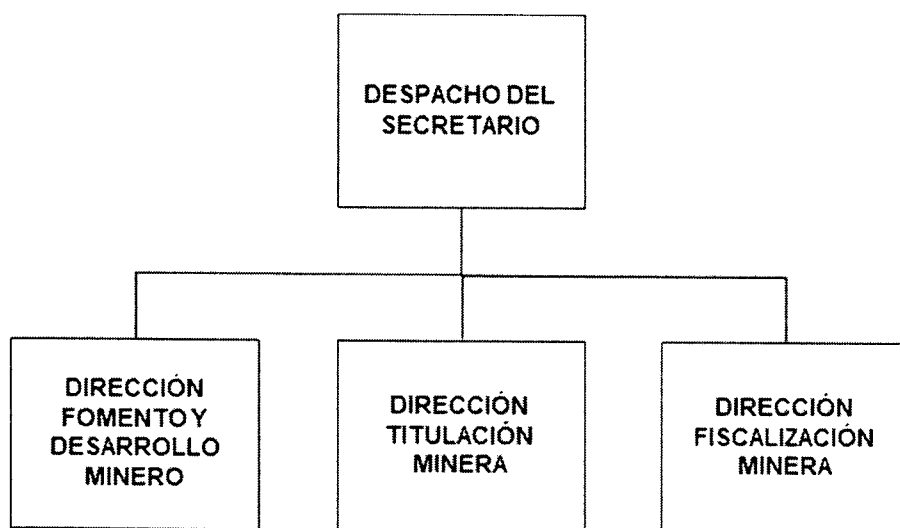 DESPACHO DEL
SECRETARIO
DIRECCIÓN
FOMENTO Y
DESARROLLO
MINERO
DIRECCIÓN
TITULACIÓN
MINERA
DIRECCIÓN
FISCALIZACIÓN
MINERA